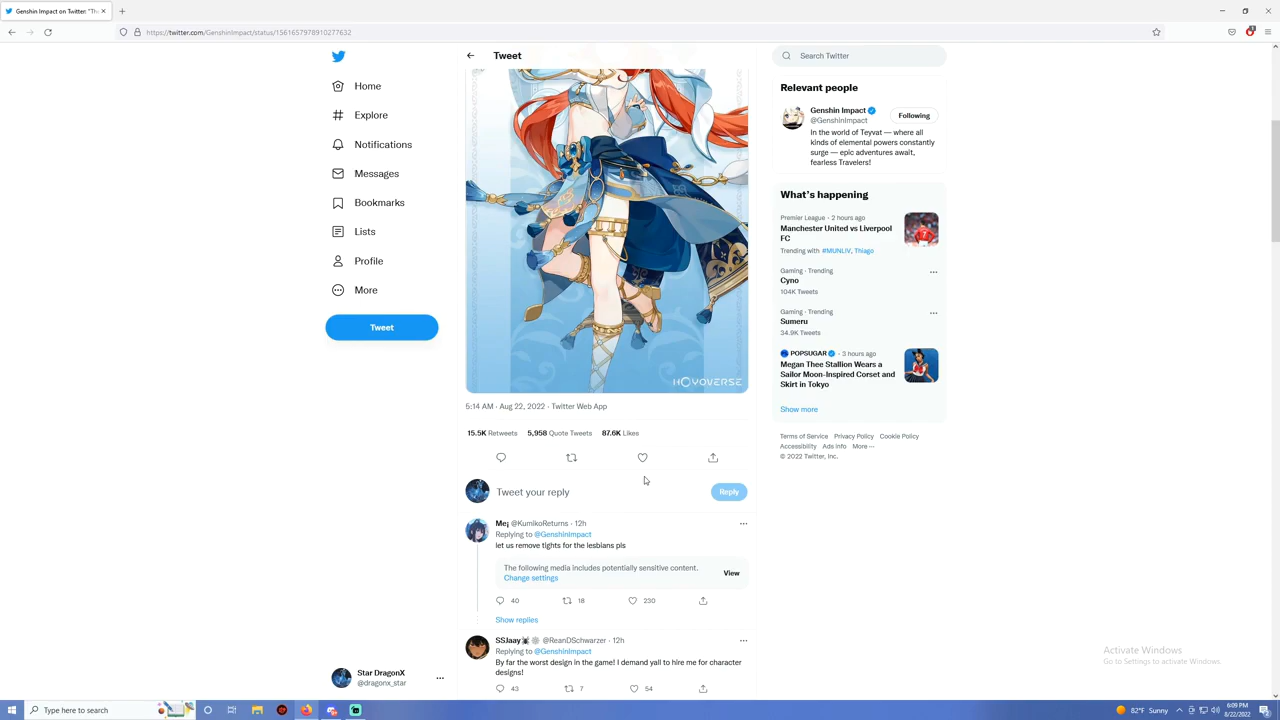 Genshin Impact on Twitter: "Th
https://twitter.com/GenshinImpact/status/1561657978910277632
Home
Explore
Notifications
Messages
Bookmarks
Lists
Profile
More
Tweet
Star DragonX
@dragonx_star
Tweet
HOYOVERSE
5:14 AM · Aug 22, 2022 · Twitter Web App
15.5K Retweets 5,958 Quote Tweets 87.6K Likes
Tweet your reply
Reply
Me¡ @KumikoReturns · 12h
Replying to @GenshinImpact
let us remove tights for the lesbians pls
The following media includes potentially sensitive content.
Change settings
View
40 18 230
Show replies
SSJaay @ReanDSchwarzer · 12h
Replying to @GenshinImpact
By far the worst design in the game! I demand yall to hire me for character
designs!
43 7 54
Search Twitter
Relevant people
Genshin Impact
@GenshinImpact
Following
In the world of Teyvat — where all
kinds of elemental powers constantly
surge — epic adventures await,
fearless Travelers!
What's happening
Premier League · 2 hours ago
Manchester United vs Liverpool
FC
Trending with #MUNLIV, Thiago
Gaming · Trending
Cyno
104K Tweets
Gaming · Trending
Sumeru
34.9K Tweets
POPSUGAR · 3 hours ago
Megan Thee Stallion Wears a
Sailor Moon-Inspired Corset and
Skirt in Tokyo
Show more
Terms of Service Privacy Policy Cookie Policy
Accessibility Ads info More ···
© 2022 Twitter, Inc.
Activate Windows
Go to Settings to activate Windows.
Type here to search
82°F Sunny
6:09 PM
8/22/2022